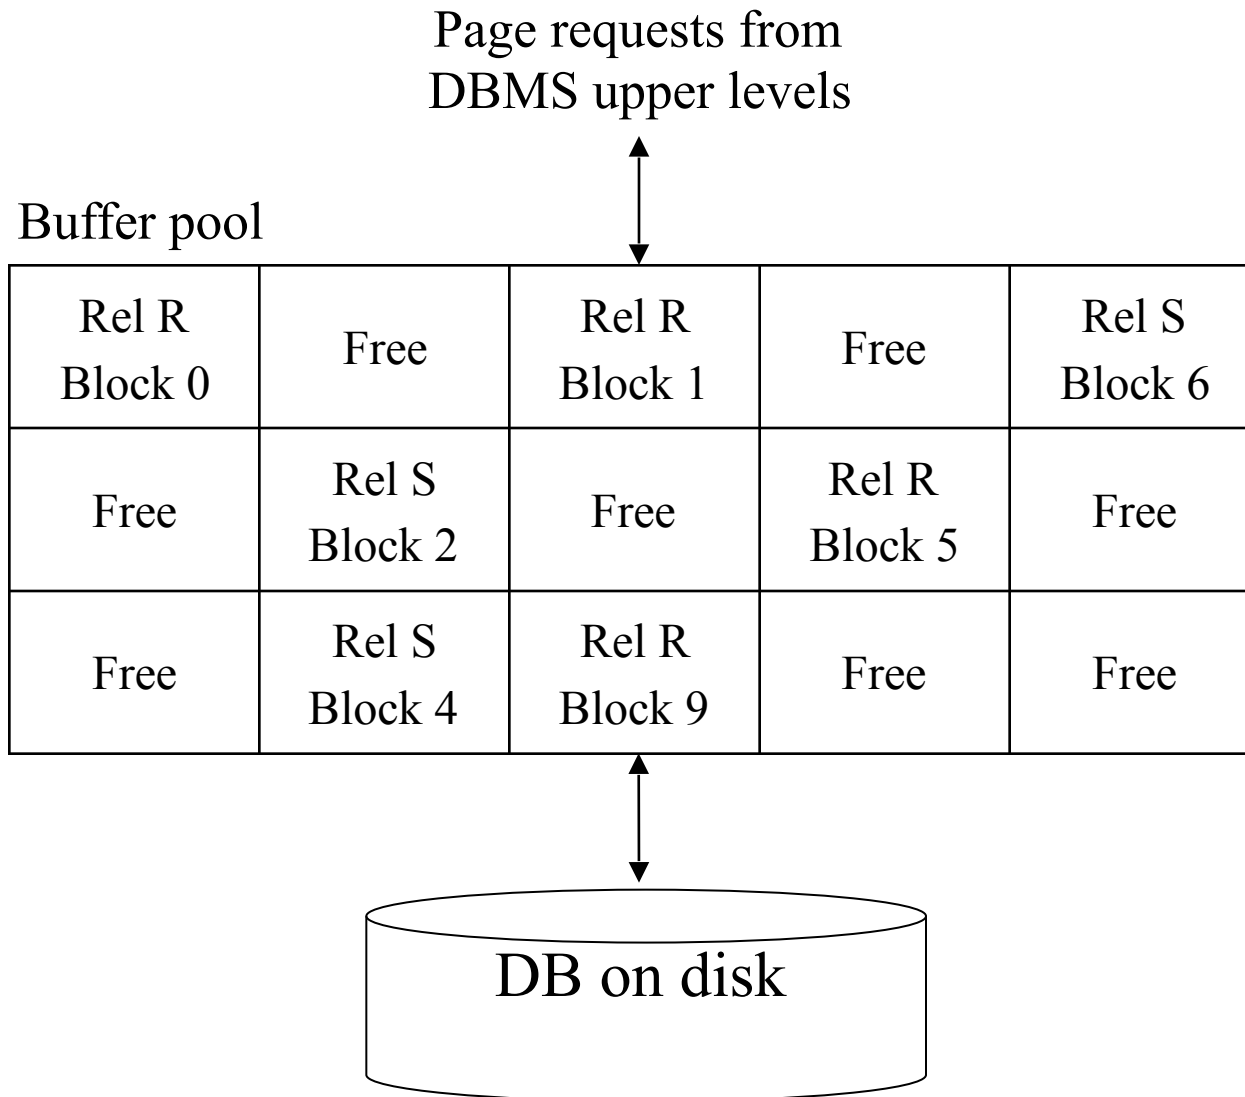 Page requests from
DBMS upper levels
Buffer pool
Rel R
Block 0
Free
Rel R
Block 1
Free
Rel S
Block 6
Free
Rel S
Block 2
Free
Rel R
Block 5
Free
Free
Rel S
Block 4
Rel R
Block 9
Free
Free
DB on disk